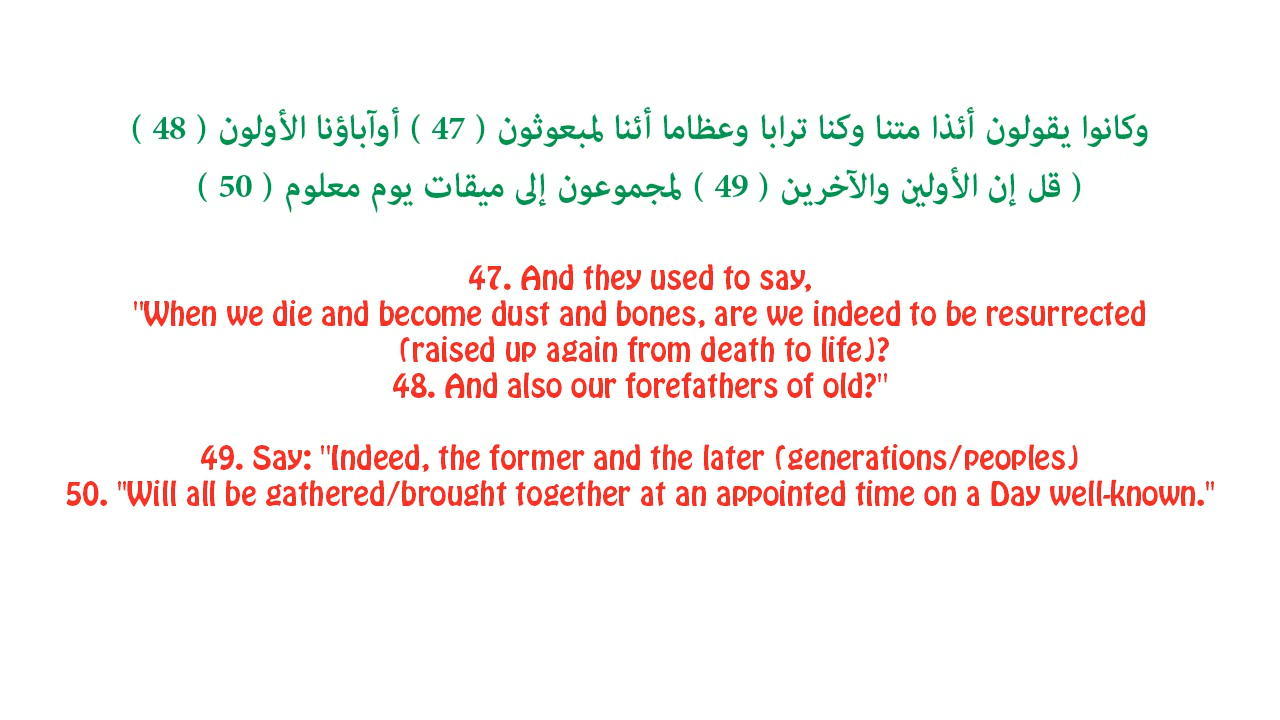 وكانوا يقولون أئذا متنا وكنا ترابا وعظاما أئنا لمبعوثون ( 47 ) أوآباؤنا الأولون ( 48 )
( قل إن الأولين والآخرين ( 49 ) لمجموعون إلى ميقات يوم معلوم ( 50 )
47. And they used to say,
"When we die and become dust and bones, are we indeed to be resurrected
(raised up again from death to life)?
48. And also our forefathers of old?"
49. Say: "Indeed, the former and the later (generations/peoples)
50. "Will all be gathered/brought together at an appointed time on a Day well-known."